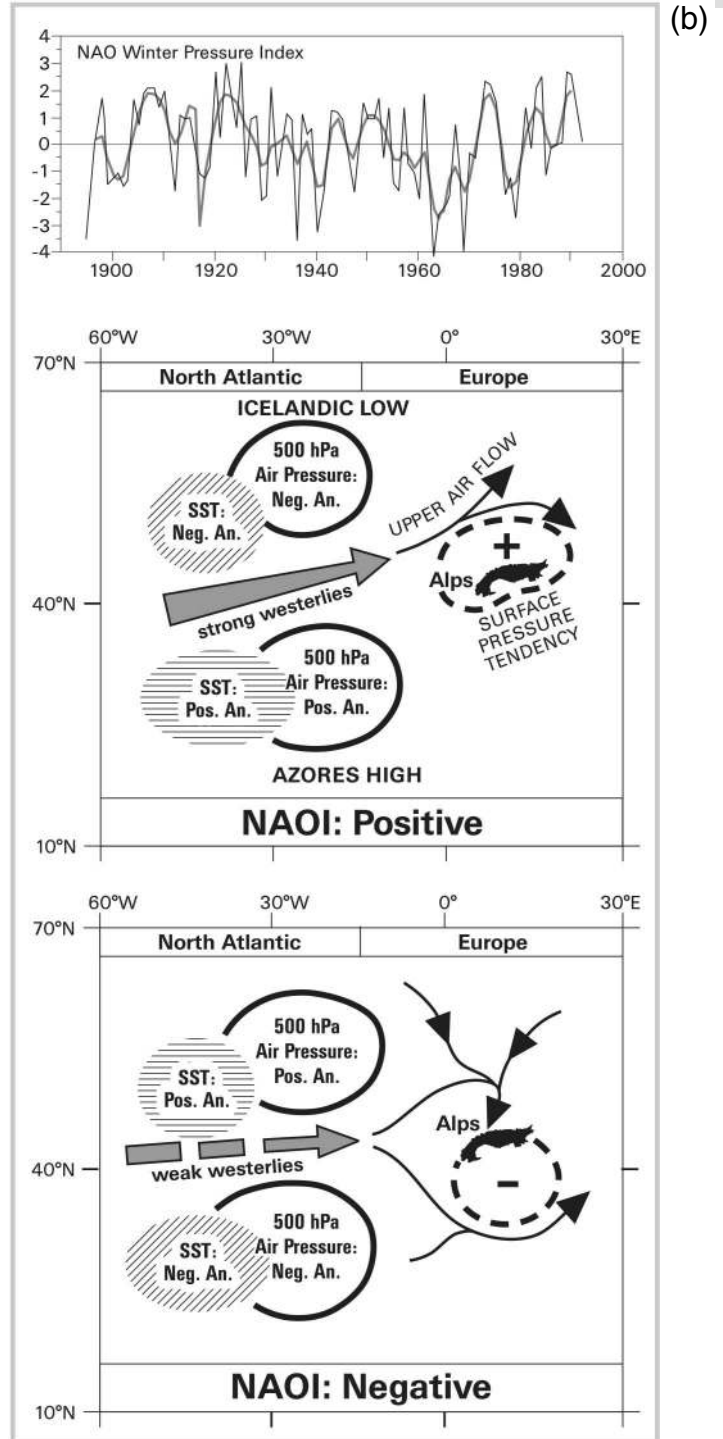 (b)
NAO Winter Pressure Index
4
3
2
1
0
-1
-2
-3
-4
1900 1920 1940 1960 1980 2000
60°W 30°W 0° 30°E
70°N
North Atlantic Europe
ICELANDIC LOW
500 hPa
Air Pressure:
Neg. An.
UPPER AIR FLOW
SST:
Neg. An.
+
Alps
40°N
strong westerlies
SURFACE
PRESSURE
TENDENCY
500 hPa
Air Pressure:
Pos. An.
SST:
Pos. An.
AZORES HIGH
NAOI: Positive
10°N
60°W 30°W 0° 30°E
70°N
North Atlantic Europe
500 hPa
Air Pressure:
Pos. An.
SST:
Pos. An.
Alps
40°N
weak westerlies
–
500 hPa
Air Pressure:
Neg. An.
SST:
Neg. An.
NAOI: Negative
10°N